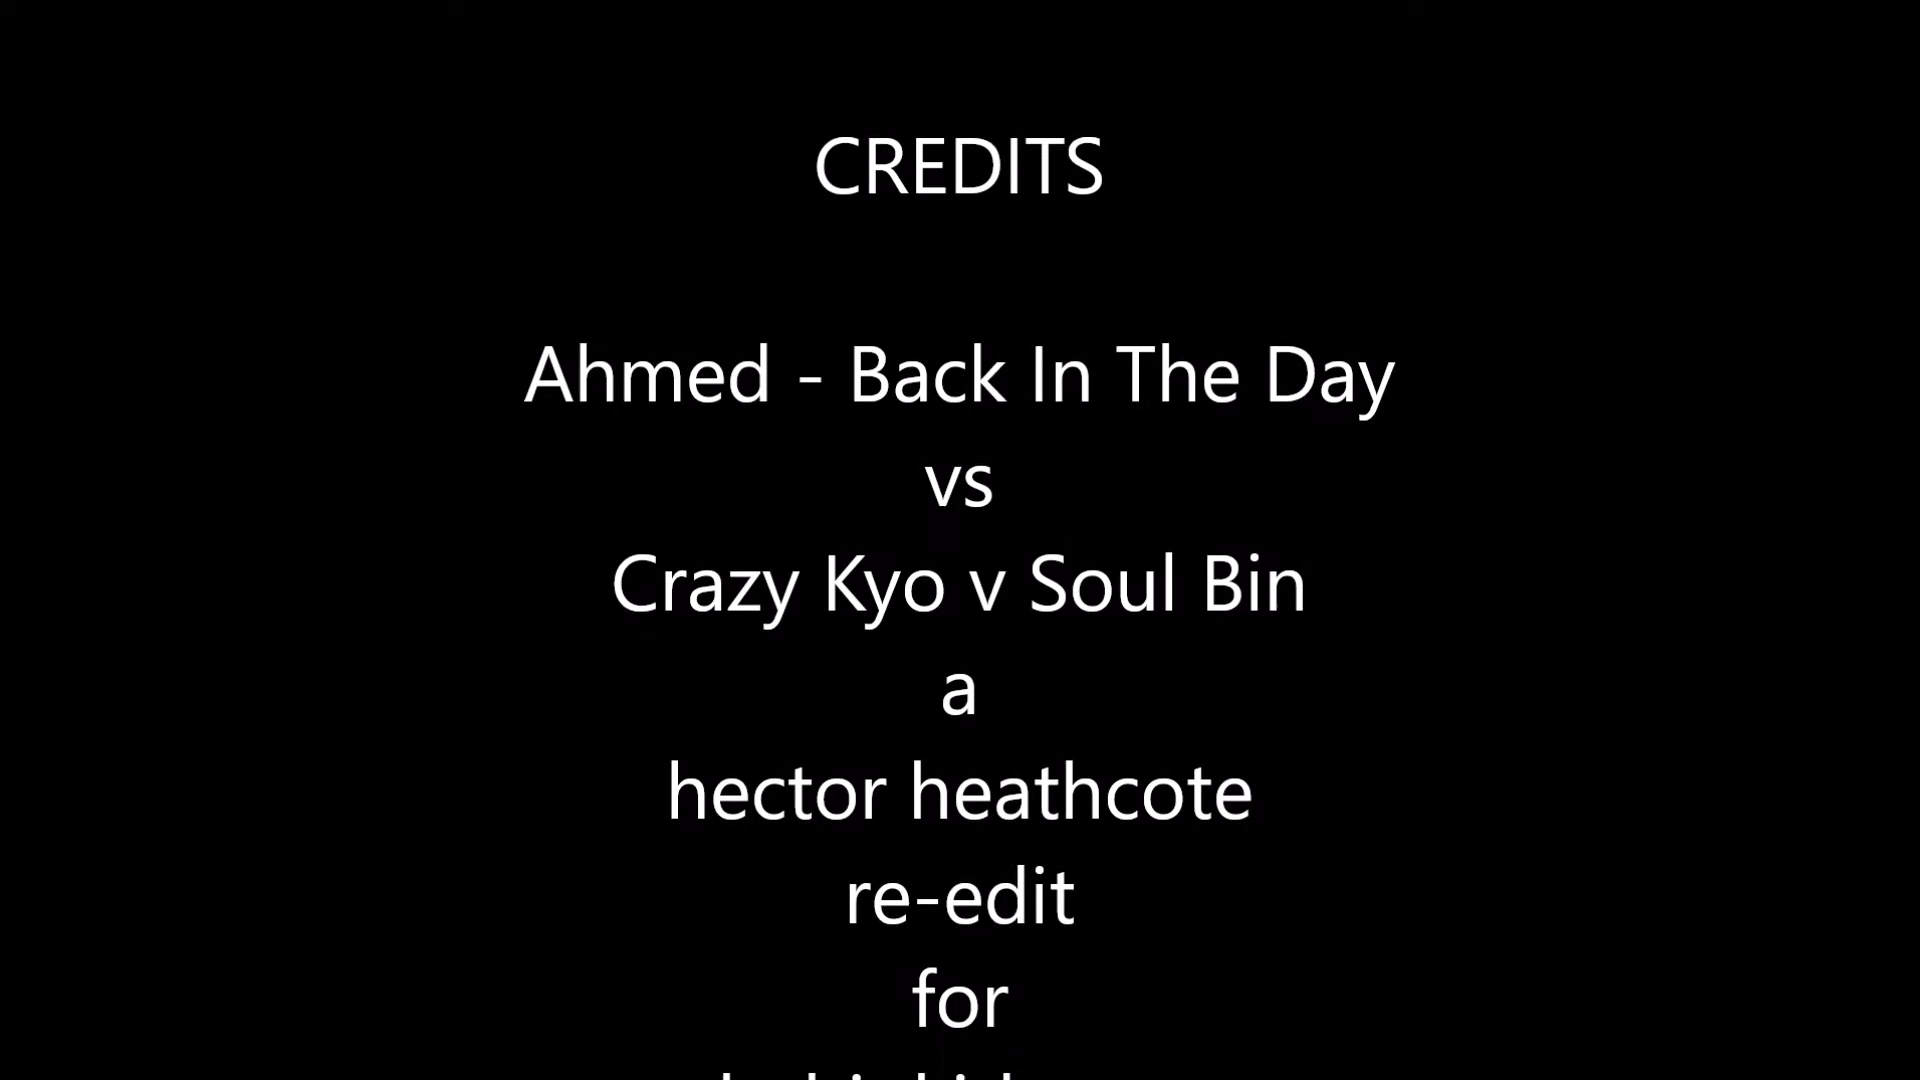 CREDITS
Ahmed - Back In The Day
vs
Crazy Kyo v Soul Bin
a
hector heathcote
re-edit
for